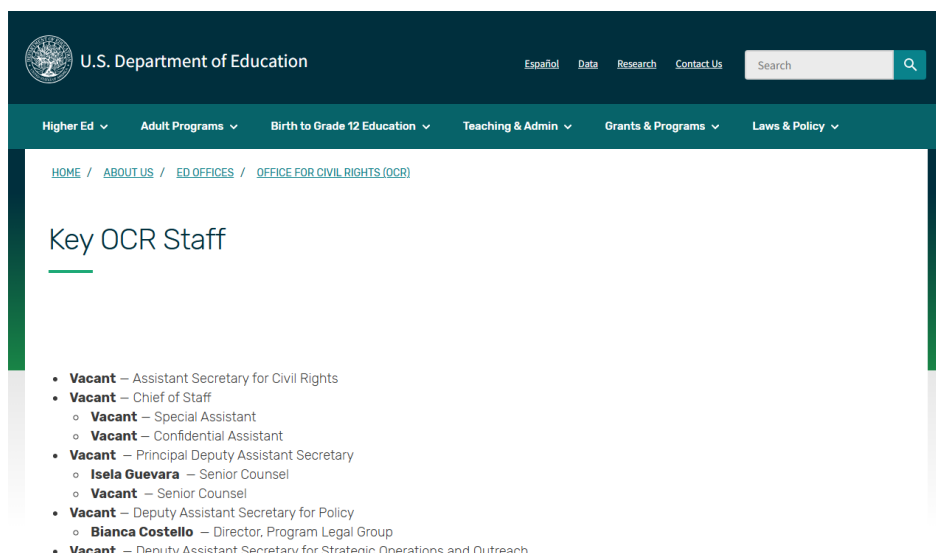 U.S. Department of Education
Español Data Research Contact Us Search
Higher Ed Adult Programs Birth to Grade 12 Education Teaching & Admin Grants & Programs Laws & Policy
HOME / ABOUT US / ED OFFICES / OFFICE FOR CIVIL RIGHTS (OCR)
Key OCR Staff
• Vacant – Assistant Secretary for Civil Rights
• Vacant – Chief of Staff
◦ Vacant – Special Assistant
◦ Vacant – Confidential Assistant
• Vacant – Principal Deputy Assistant Secretary
◦ Isela Guevara – Senior Counsel
◦ Vacant – Senior Counsel
• Vacant – Deputy Assistant Secretary for Policy
◦ Bianca Costello – Director, Program Legal Group
• Vacant – Deputy Assistant Secretary for Strategic Operations and Outreach